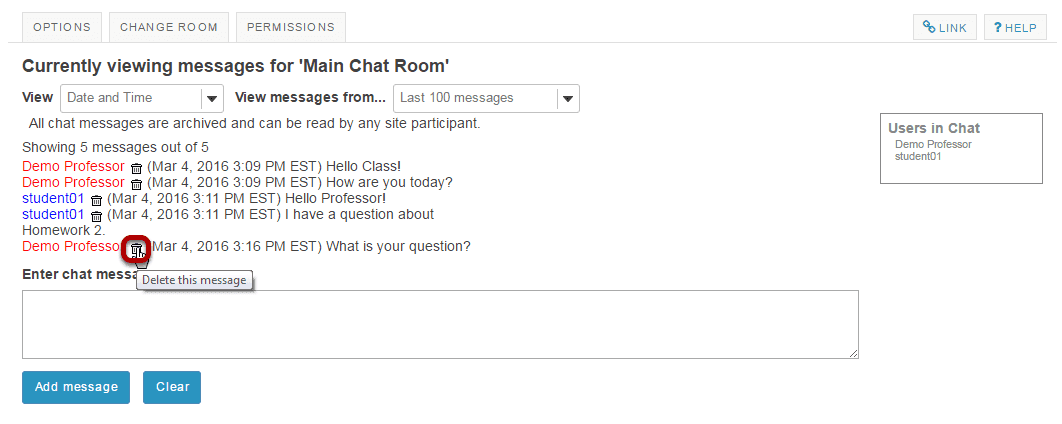 OPTIONS CHANGE ROOM PERMISSIONS LINK ? HELP
Currently viewing messages for 'Main Chat Room'
View Date and Time View messages from... Last 100 messages
All chat messages are archived and can be read by any site participant.
Users in Chat
Demo Professor
student01
Showing 5 messages out of 5
Demo Professor (Mar 4, 2016 3:09 PM EST) Hello Class!
Demo Professor (Mar 4, 2016 3:09 PM EST) How are you today?
student01 (Mar 4, 2016 3:11 PM EST) Hello Professor!
student01 (Mar 4, 2016 3:11 PM EST) I have a question about
Homework 2.
Demo Professor Mar 4, 2016 3:16 PM EST) What is your question?
Enter chat messa
Delete this message
Add message Clear